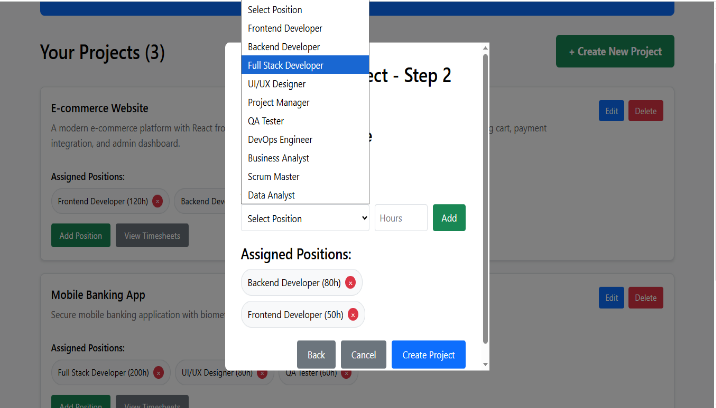 Select Position
Frontend Developer
Backend Developer
Full Stack Developer
UI/UX Designer
Project Manager
QA Tester
DevOps Engineer
Business Analyst
Scrum Master
Data Analyst
Your Projects (3)
+ Create New Project
ect - Step 2
E-commerce Website
Edit
Delete
A modern e-commerce platform with React fro
ng cart, payment
integration, and admin dashboard.
e
Assigned Positions:
Frontend Developer (120h) x
Backend Dev
Select Position
Hours
Add
Add Position
View Timesheets
Assigned Positions:
Backend Developer (80h) x
Frontend Developer (50h) x
Mobile Banking App
Edit
Delete
Secure mobile banking application with biome
Assigned Positions:
Full Stack Developer (200h) x
UI/UX Designer (80h) x
QA Tester (60h) x
Back
Cancel
Create Project
Add Position
View Timesheets